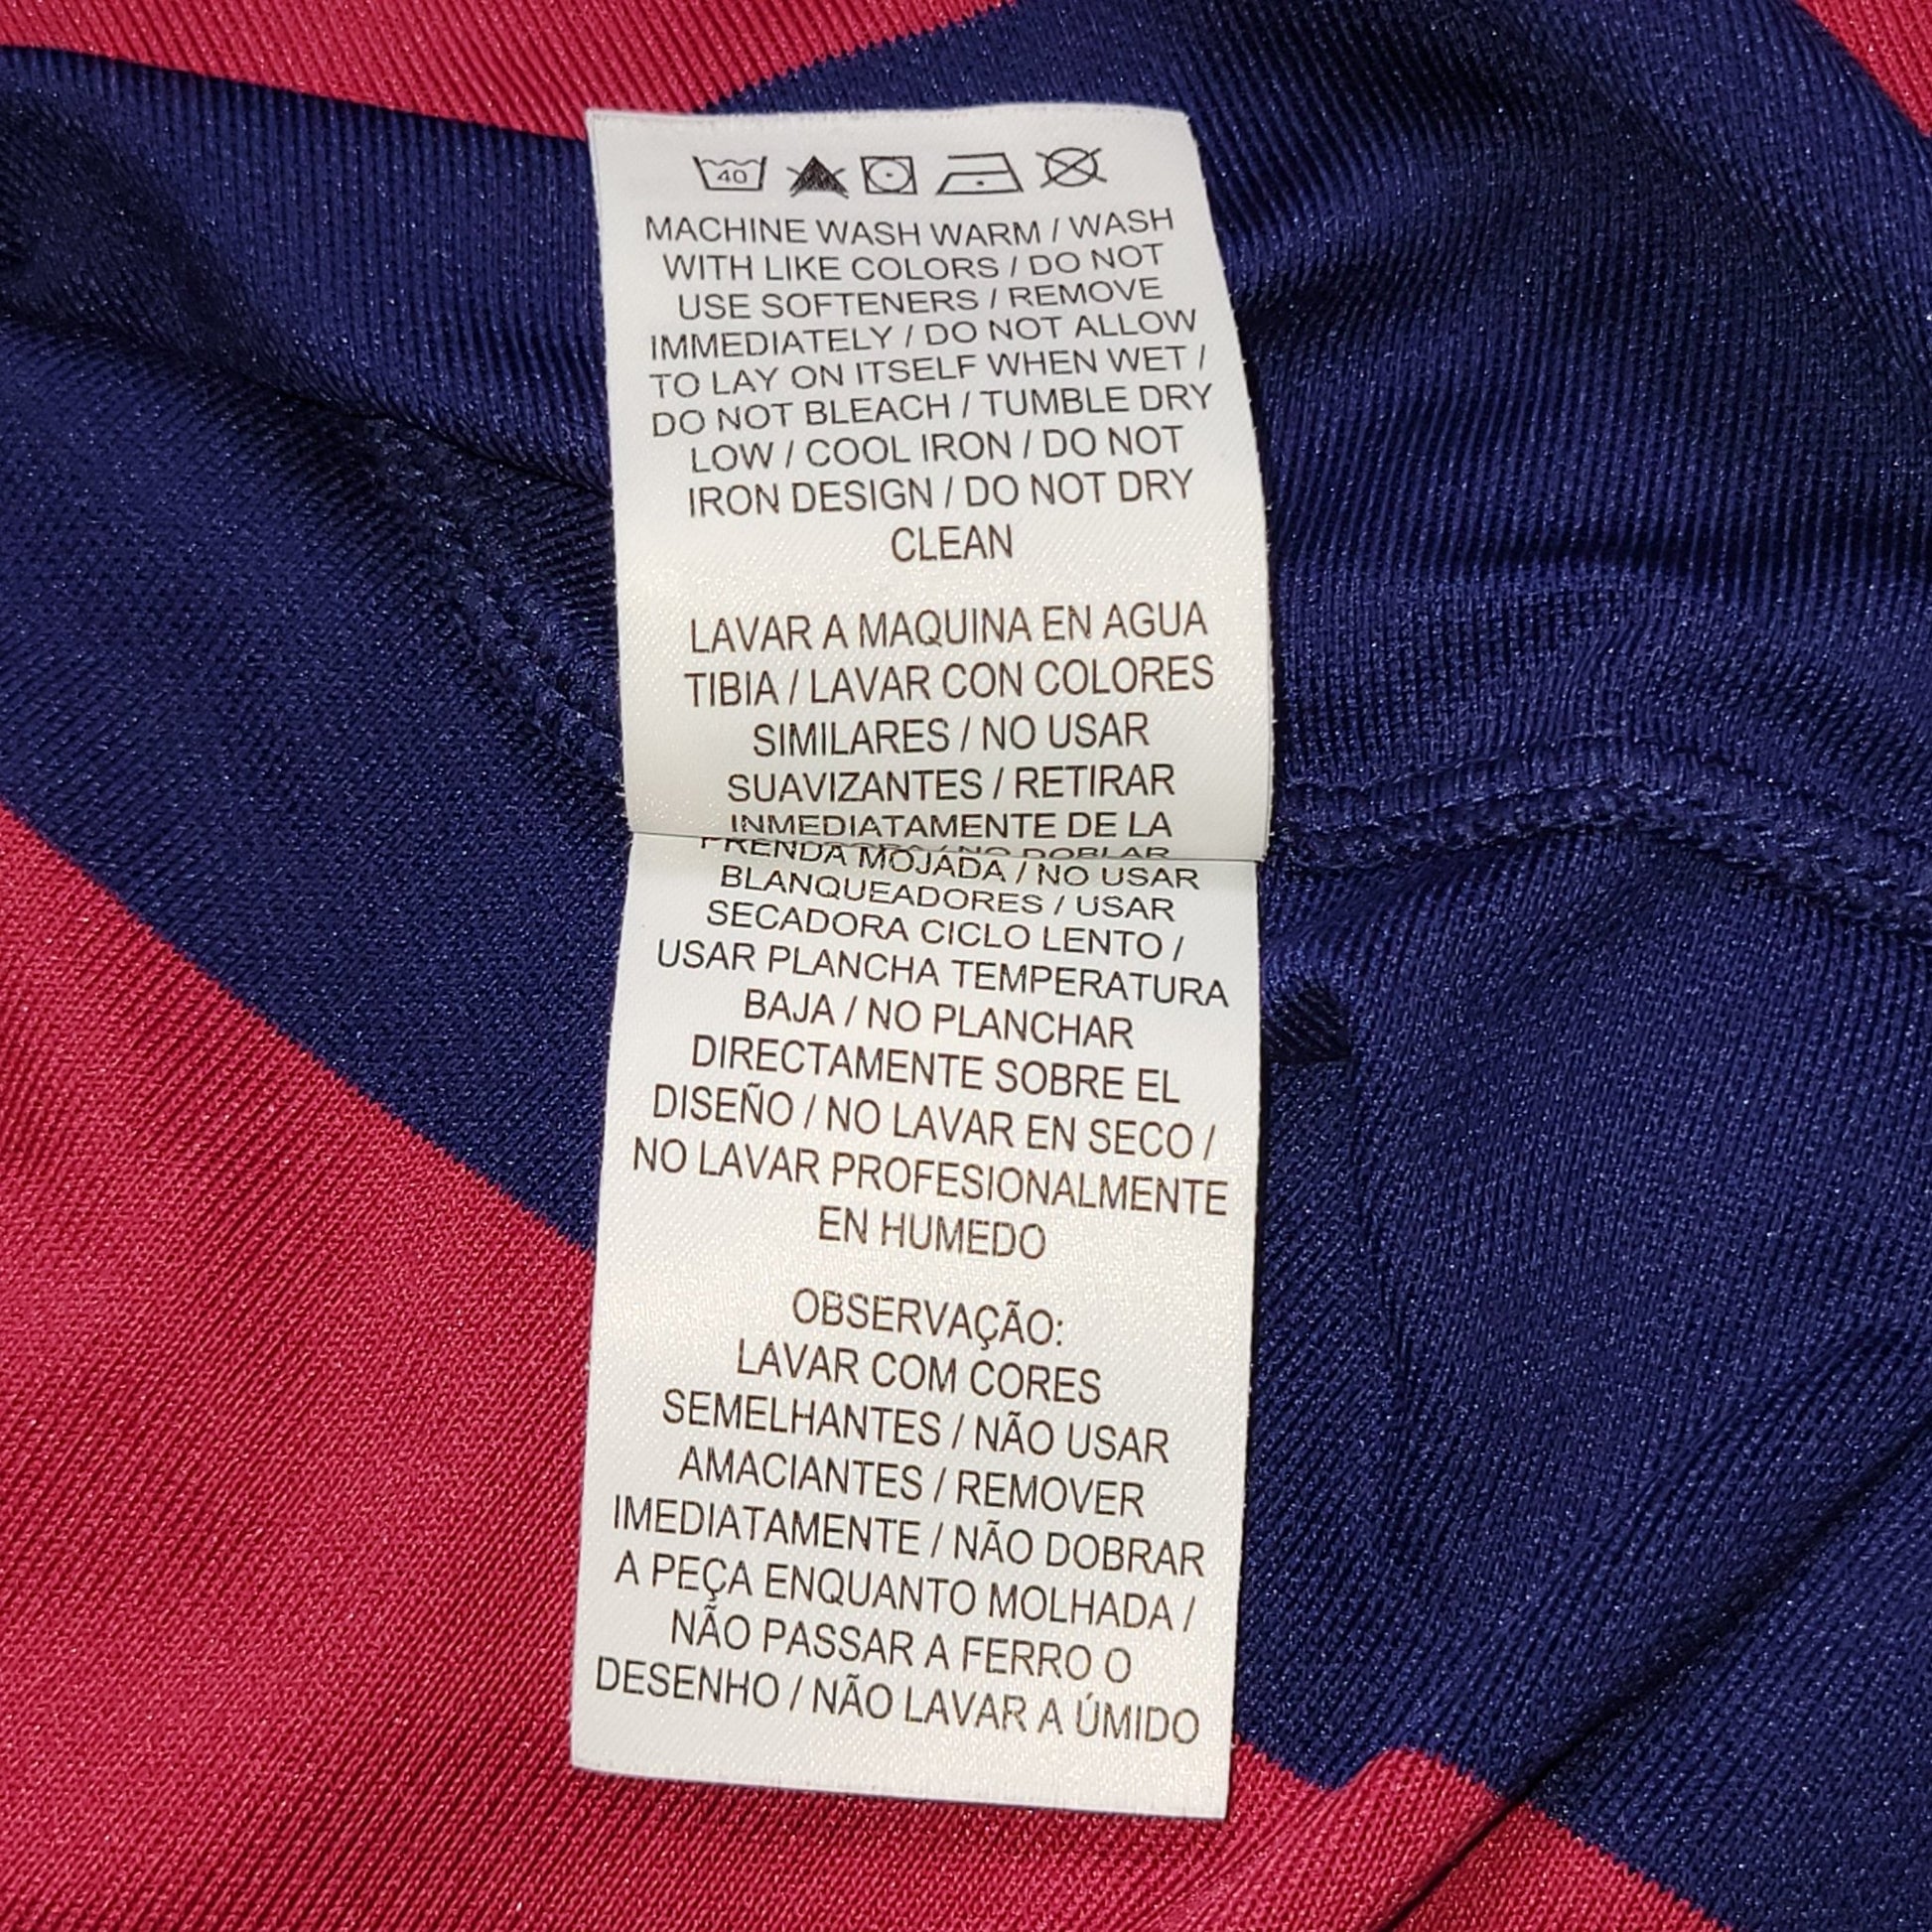 40
MACHINE WASH WARM / WASH
WITH LIKE COLORS / DO NOT
USE SOFTENERS / REMOVE
IMMEDIATELY / DO NOT ALLOW
TO LAY ON ITSELF WHEN WET /
DO NOT BLEACH / TUMBLE DRY
LOW / COOL IRON / DO NOT
IRON DESIGN / DO NOT DRY
CLEAN
LAVAR A MAQUINA EN AGUA
TIBIA / LAVAR CON COLORES
SIMILARES / NO USAR
SUAVIZANTES / RETIRAR
INMEDIATAMENTE DE LA
/ NO DOBLAR
PRENDA MOJADA / NO USAR
BLANQUEADORES / USAR
SECADORA CICLO LENTO /
USAR PLANCHA TEMPERATURA
BAJA / NO PLANCHAR
DIRECTAMENTE SOBRE EL
DISEÑO / NO LAVAR EN SECO /
NO LAVAR PROFESIONALMENTE
EN HUMEDO
OBSERVAÇÃO:
LAVAR COM CORES
SEMELHANTES / NÃO USAR
AMACIANTES / REMOVER
IMEDIATAMENTE / NÃO DOBRAR
A PEÇA ENQUANTO MOLHADA /
NÃO PASSAR A FERRO O
DESENHO / NÃO LAVAR A ÚMIDO